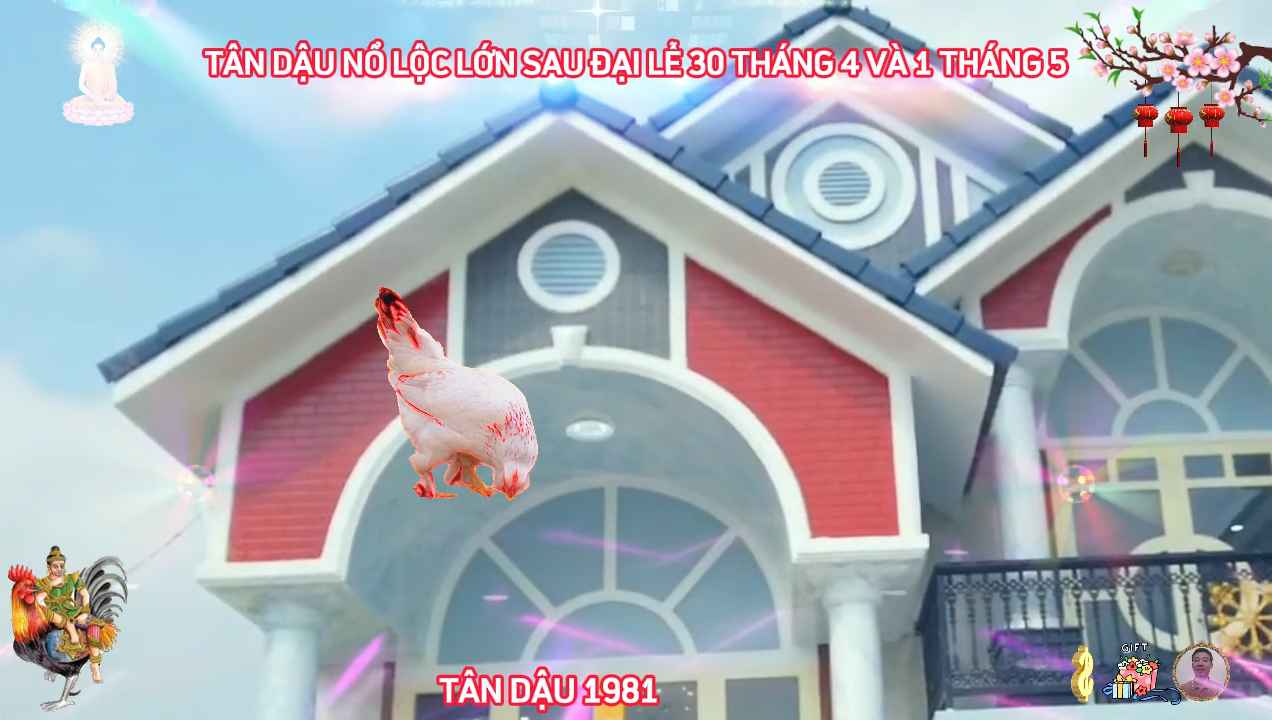 TÂN DẬU NỔ LỘC LỚN SAU ĐẠI LỄ 30 THÁNG 4 VÀ 1 THÁNG 5
GIFT
TÂN DẬU 1981